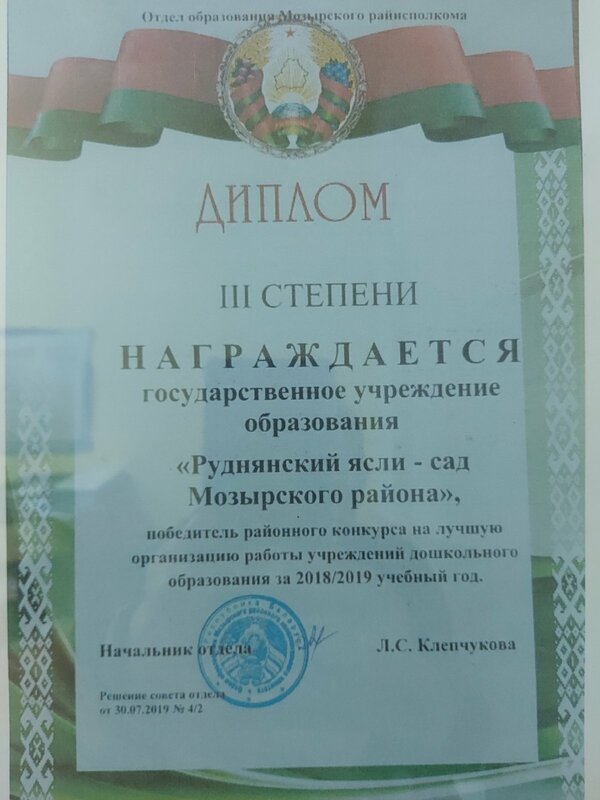 Отдел образования Мозырского райисполкома
ДИПЛОМ
III СТЕПЕНИ
НАГРАЖДАЕТСЯ
государственное учреждение
образования
«Руднянский ясли - сад
Мозырского района»,
победитель районного конкурса на лучшую
организацию работы учреждений дошкольного
образования за 2018/2019 учебный год.
Начальник отдела
Л.С. Клепчукова
Решение совета отдела
от 30.07.2019 № 4/2